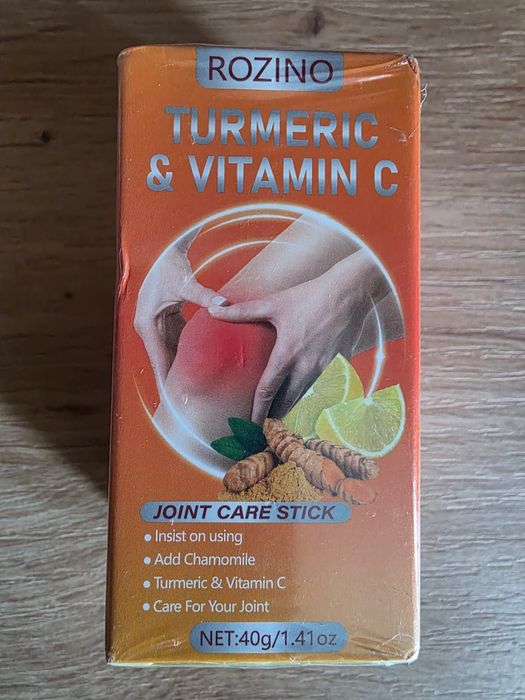 ROZINO
TURMERIC
& VITAMIN C
JOINT CARE STICK
Insist on using
Add Chamomile
Turmeric & Vitamin C
Care For Your Joint
NET:40g/1.41oz